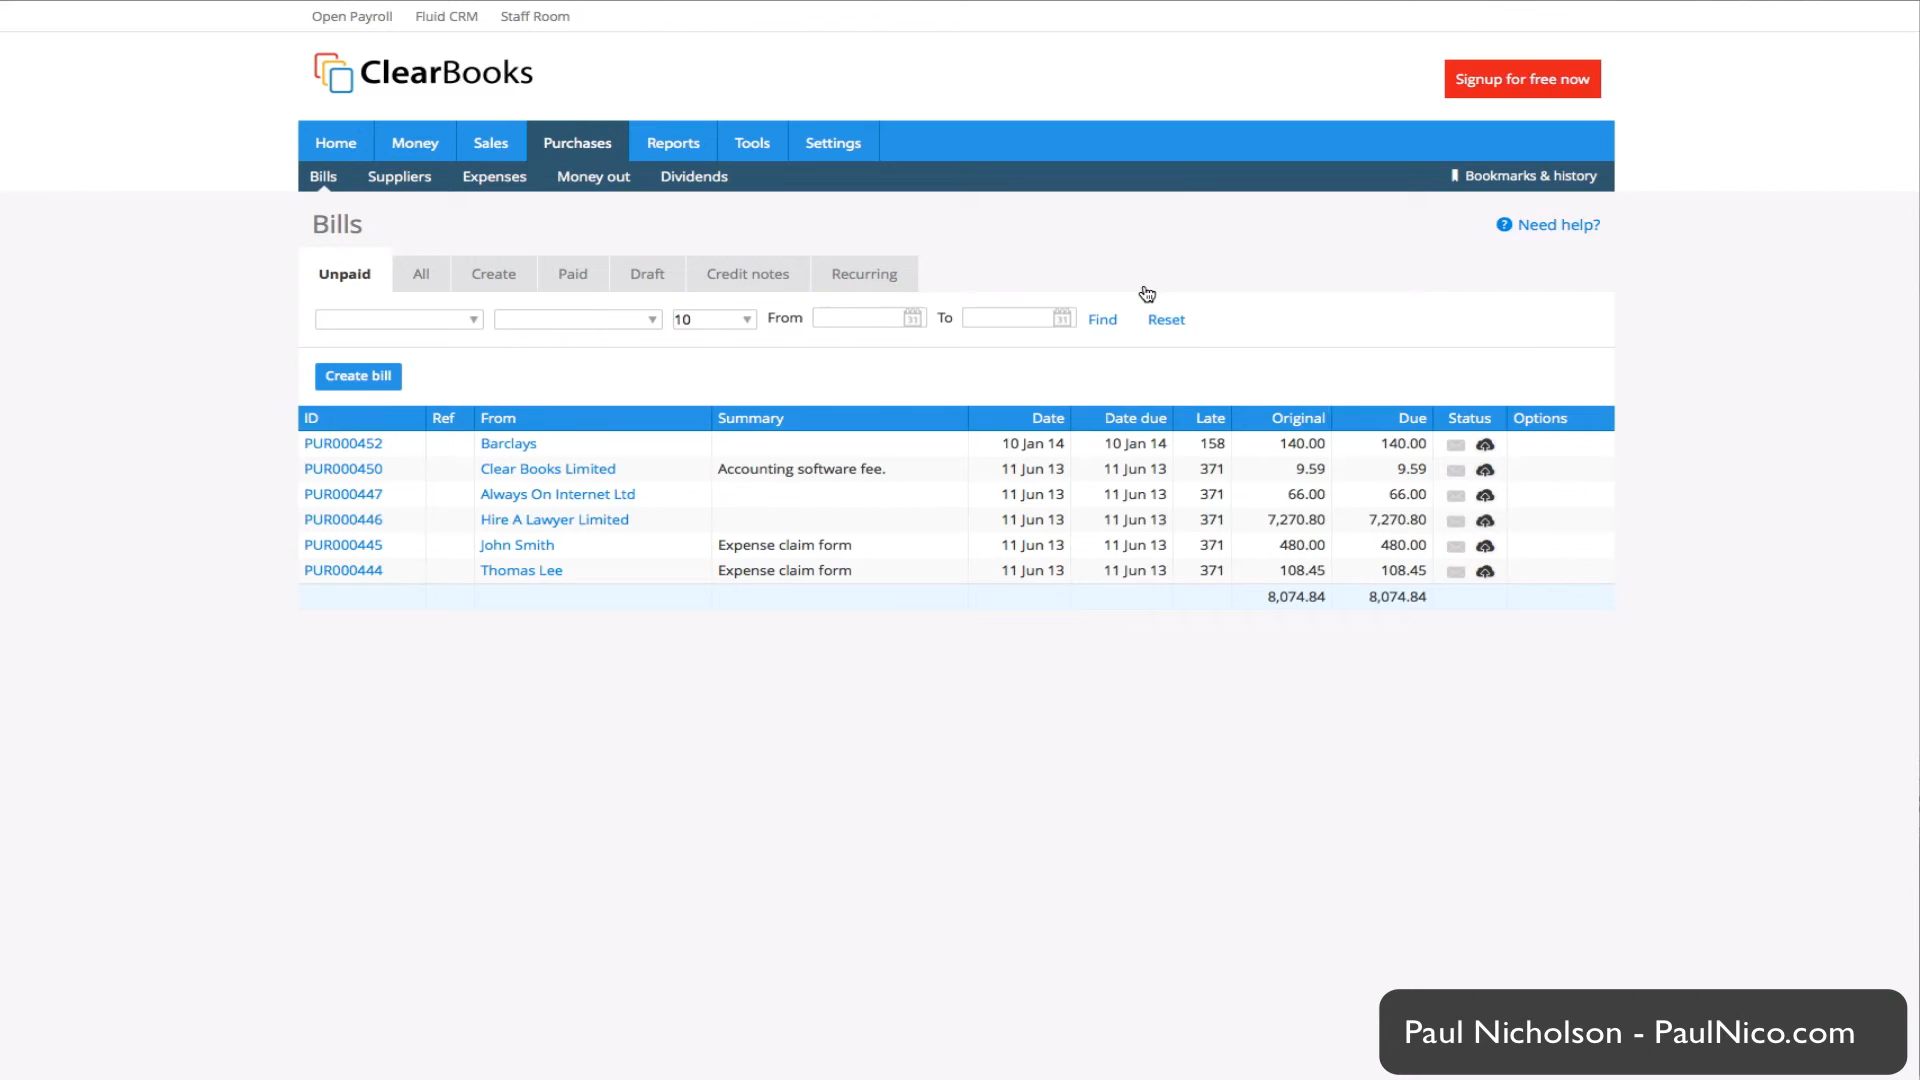 Open Payroll Fluid CRM Staff Room
ClearBooks
Signup for free now
Home Money Sales Purchases Reports Tools Settings
Bills Suppliers Expenses Money out Dividends Bookmarks & history
Bills
? Need help?
Unpaid All Create Paid Draft Credit notes Recurring
10 From 31 To 31 Find Reset
Create bill
ID Ref From Summary Date Date due Late Original Due Status Options
PUR000452 Barclays 10 Jan 14 10 Jan 14 158 140.00 140.00
PUR000450 Clear Books Limited Accounting software fee. 11 Jun 13 11 Jun 13 371 9.59 9.59
PUR000447 Always On Internet Ltd 11 Jun 13 11 Jun 13 371 66.00 66.00
PUR000446 Hire A Lawyer Limited 11 Jun 13 11 Jun 13 371 7,270.80 7,270.80
PUR000445 John Smith Expense claim form 11 Jun 13 11 Jun 13 371 480.00 480.00
PUR000444 Thomas Lee Expense claim form 11 Jun 13 11 Jun 13 371 108.45 108.45
8,074.84 8,074.84
Paul Nicholson - PaulNico.com